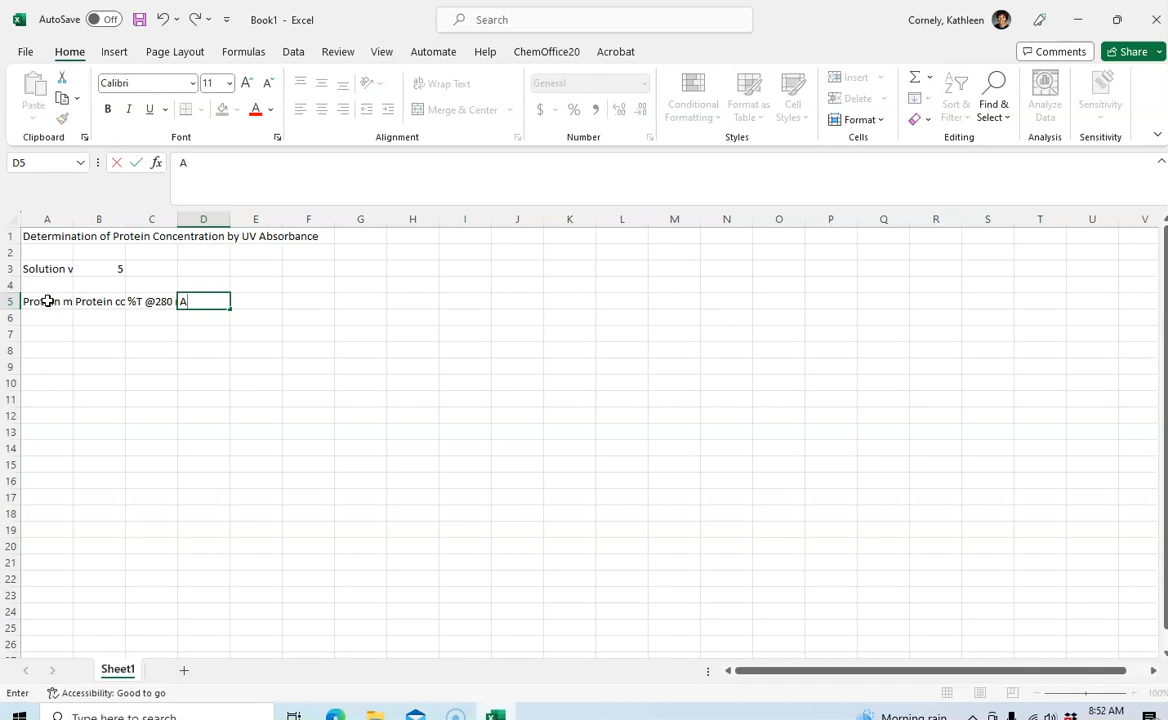 AutoSave Off Book1 - Excel Search Cornely, Kathleen
File Home Insert Draw Page Layout Formulas Data Review View Automate Help ChemOffice20 Acrobat Comments Share
Calibri 11 Wrap Text General Insert
Paste B I U Merge & Center $ % Conditional Formatting Format as Table Cell Styles Delete Format Sort & Filter Find & Select Analyze Data Sensitivity
Clipboard Font Alignment Number Styles Cells Editing Analysis Sensitivity
D5 fx A
A B C D E F G H I J K L M N O P Q R S T U V
1 Determination of Protein Concentration by UV Absorbance
2
3 Solution v 5
4
5 Protein m Protein cc %T @280 A
6
7
8
9
10
11
12
13
14
15
16
17
18
19
20
21
22
23
24
25
26
Sheet1
Enter Accessibility: Good to go 100%
Type here to search Morning rain 8:52 AM